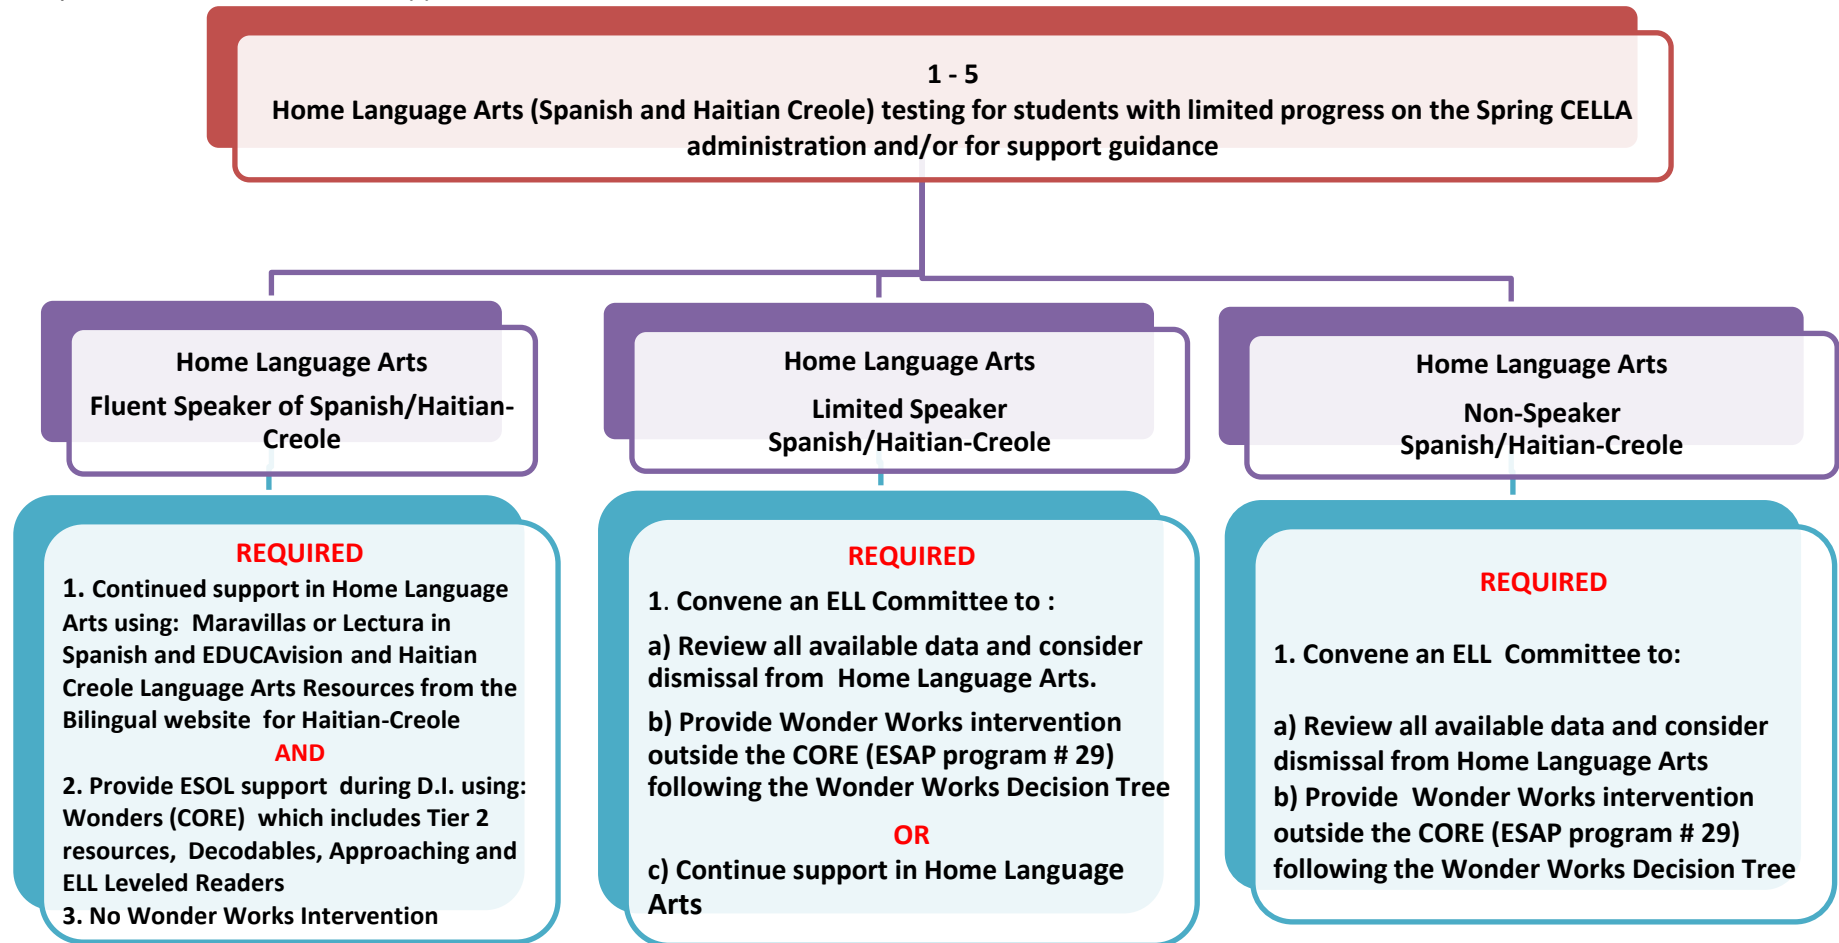 1 - 5
Home Language Arts (Spanish and Haitian Creole) testing for students with limited progress on the Spring CELLA
administration and/or for support guidance
Home Language Arts
Fluent Speaker of Spanish/Haitian-
Creole
Home Language Arts
Limited Speaker
Spanish/Haitian-Creole
Home Language Arts
Non-Speaker
Spanish/Haitian-Creole
REQUIRED
1. Continued support in Home Language
Arts using: Maravillas or Lectura in
Spanish and EDUCAvision and Haitian
Creole Language Arts Resources from the
Bilingual website for Haitian-Creole
AND
2. Provide ESOL support during D.I. using:
Wonders (CORE) which includes Tier 2
resources, Decodables, Approaching and
ELL Leveled Readers
3. No Wonder Works Intervention
REQUIRED
1. Convene an ELL Committee to :
a) Review all available data and consider
dismissal from Home Language Arts.
b) Provide Wonder Works intervention
outside the CORE (ESAP program # 29)
following the Wonder Works Decision Tree
OR
c) Continue support in Home Language
Arts
REQUIRED
1. Convene an ELL Committee to:
a) Review all available data and consider
dismissal from Home Language Arts
b) Provide Wonder Works intervention
outside the CORE (ESAP program # 29)
following the Wonder Works Decision Tree